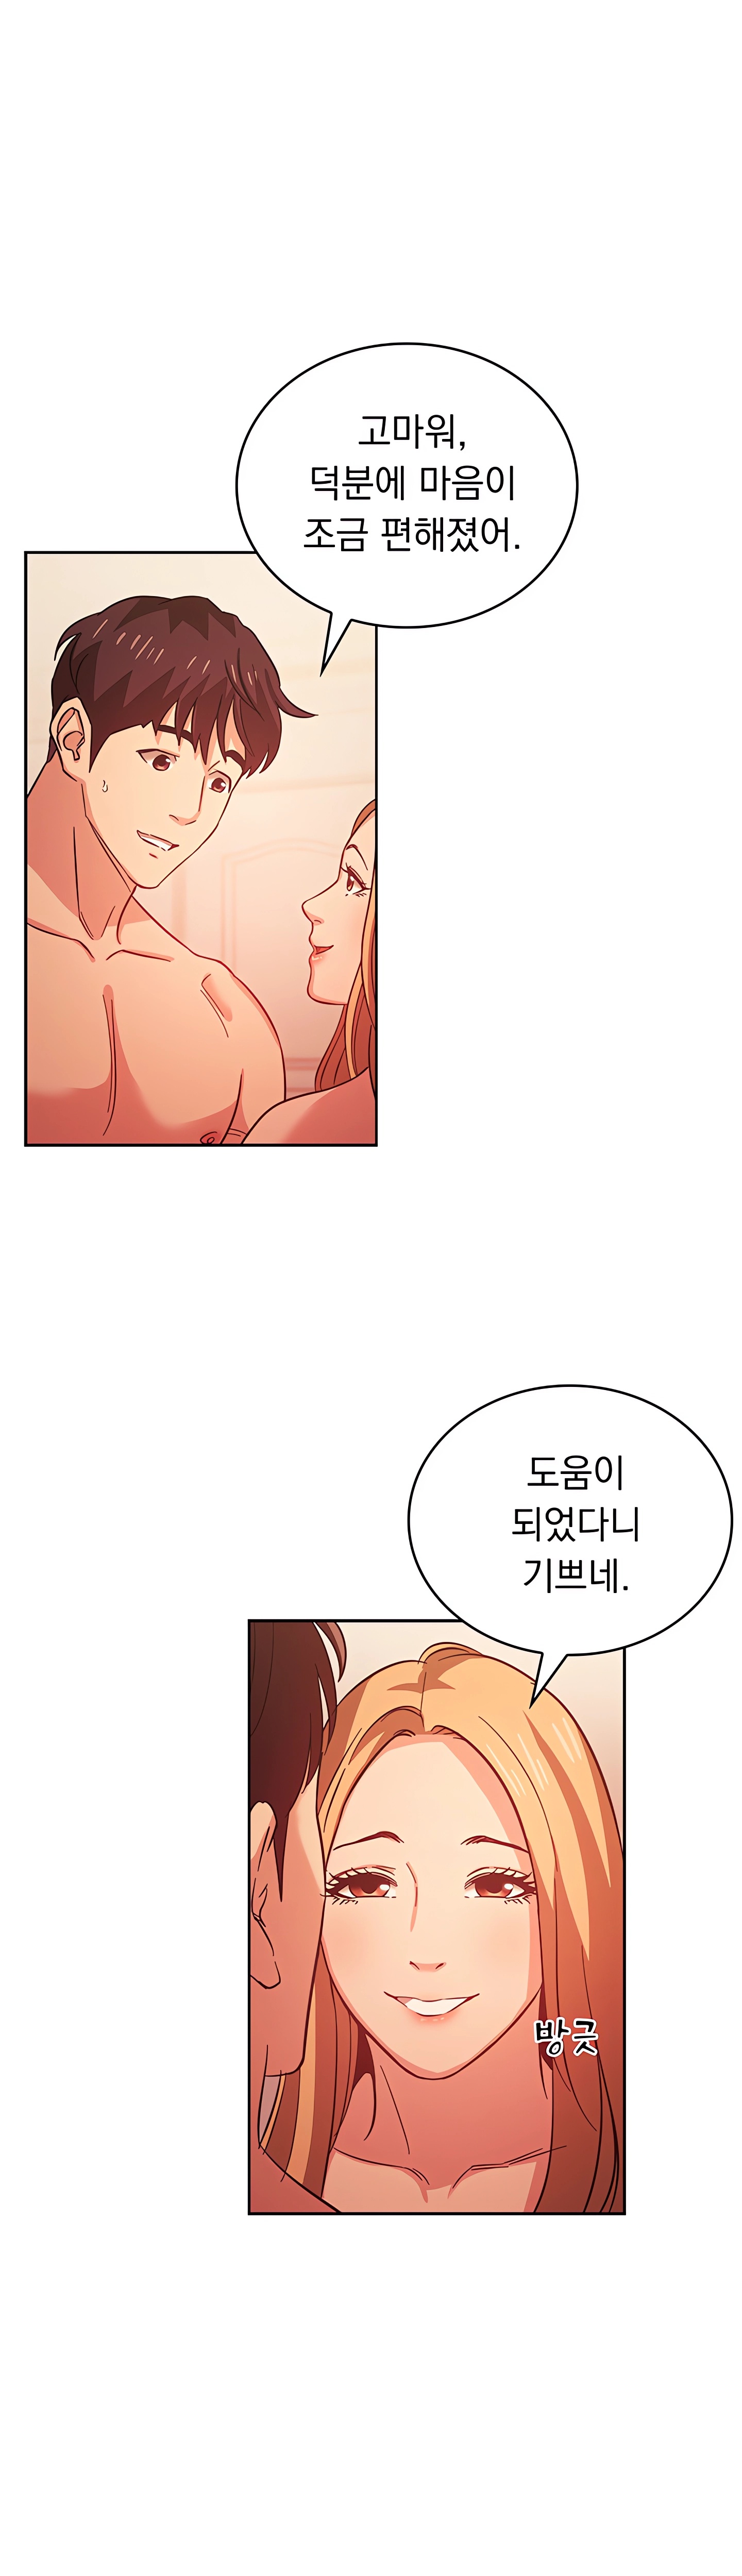 고마워,
덕분에 마음이
조금 편해졌어.
도움이
되었다니
기쁘네.
방긋